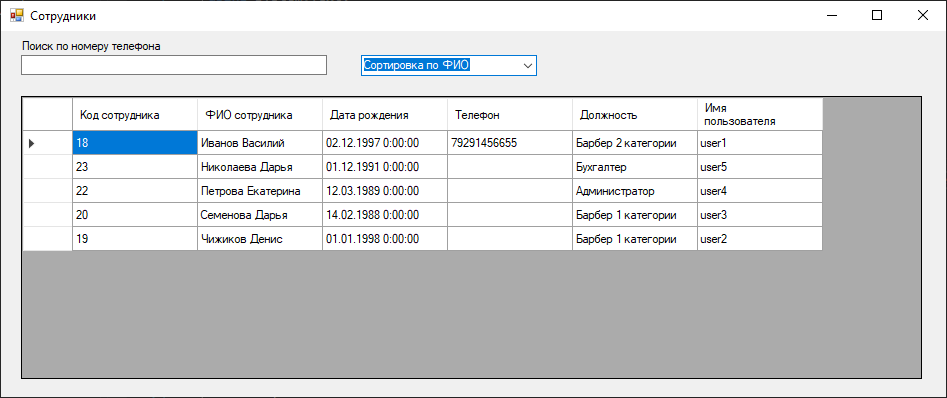 Сотрудники
Поиск по номеру телефона
Сортировка по ФИО
Код сотрудника ФИО сотрудника Дата рождения Телефон Должность Имя пользователя
18 Иванов Василий 02.12.1997 0:00:00 79291456655 Барбер 2 категории user1
23 Николаева Дарья 01.12.1991 0:00:00 Бухгалтер user5
22 Петрова Екатерина 12.03.1989 0:00:00 Администратор user4
20 Семенова Дарья 14.02.1988 0:00:00 Барбер 1 категории user3
19 Чижиков Денис 01.01.1998 0:00:00 Барбер 1 категории user2